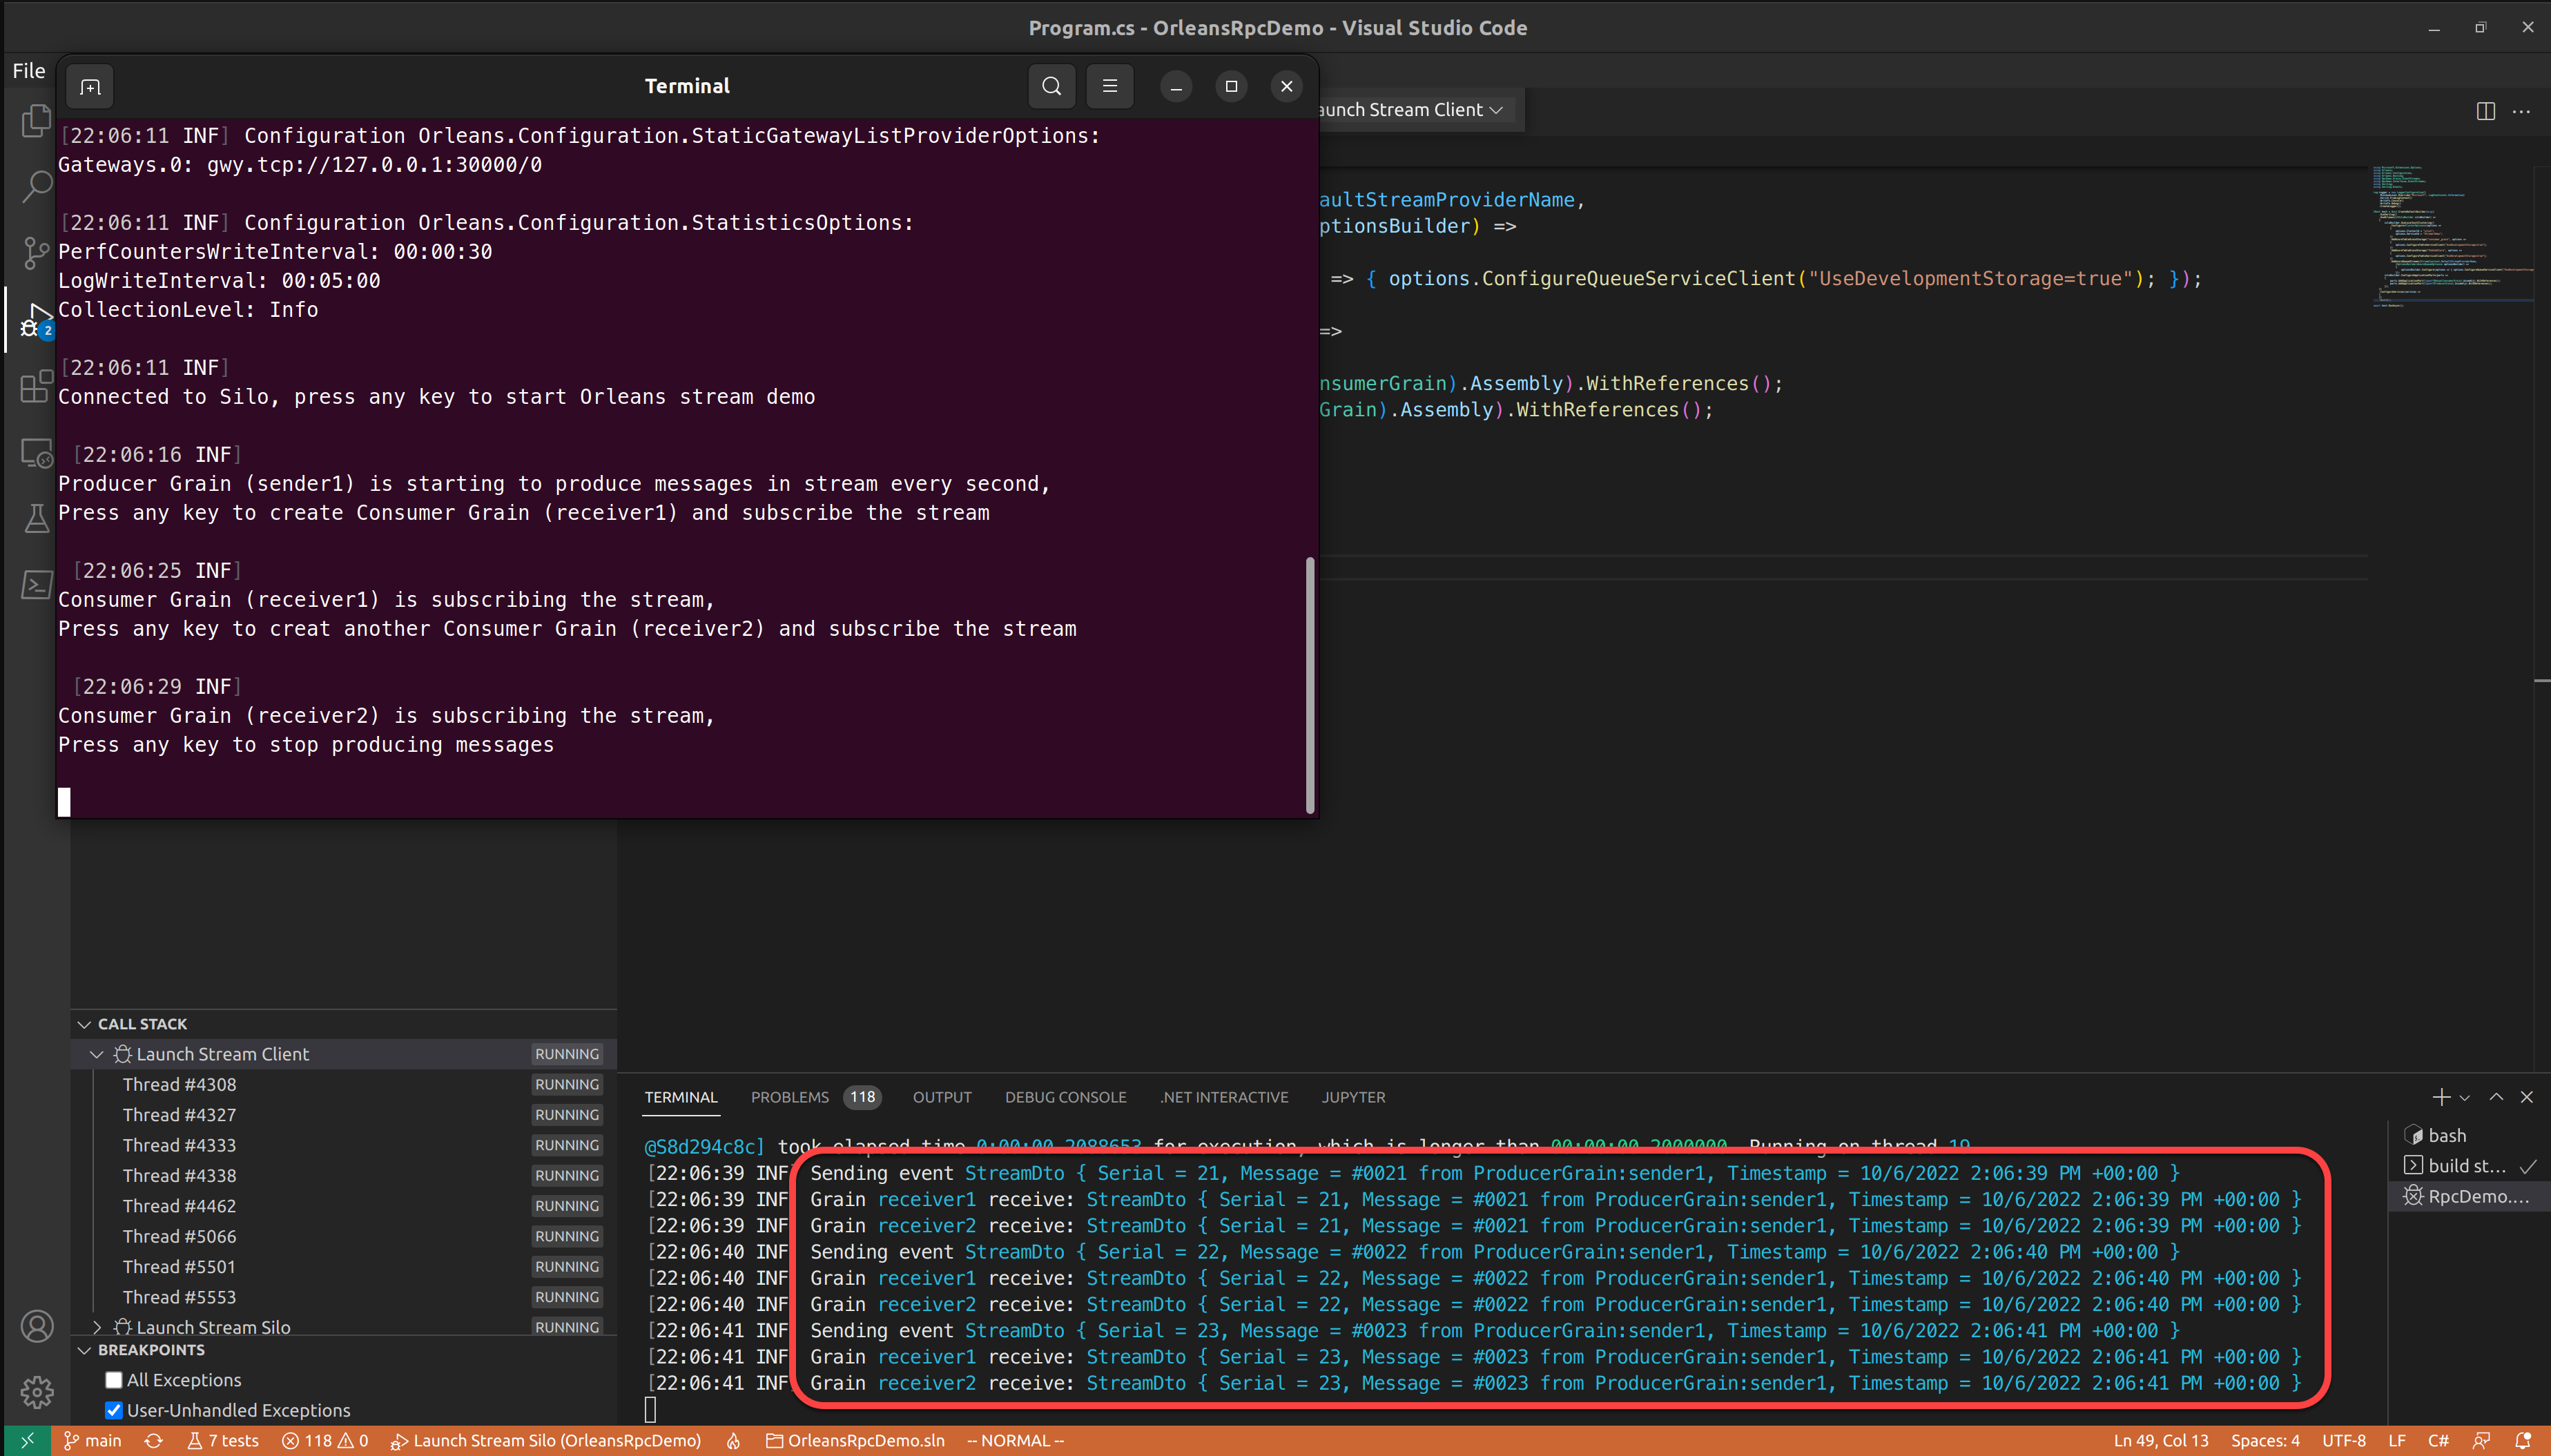 Program.cs - OrleansRpcDemo - Visual Studio Code
File
Terminal
aunch Stream Client
[22:06:11 INF] Configuration Orleans.Configuration.StaticGatewayListProviderOptions:
Gateways.0: gwy.tcp://127.0.0.1:30000/0
[22:06:11 INF] Configuration Orleans.Configuration.StatisticsOptions:
PerfCountersWriteInterval: 00:00:30
LogWriteInterval: 00:05:00
CollectionLevel: Info
[22:06:11 INF]
Connected to Silo, press any key to start Orleans stream demo
[22:06:16 INF]
Producer Grain (sender1) is starting to produce messages in stream every second,
Press any key to create Consumer Grain (receiver1) and subscribe the stream
[22:06:25 INF]
Consumer Grain (receiver1) is subscribing the stream,
Press any key to creat another Consumer Grain (receiver2) and subscribe the stream
[22:06:29 INF]
Consumer Grain (receiver2) is subscribing the stream,
Press any key to stop producing messages
aultStreamProviderName,
ptionsBuilder) =>
=> { options.ConfigureQueueServiceClient("UseDevelopmentStorage=true"); });
=>
nsumerGrain).Assembly).WithReferences();
Grain).Assembly).WithReferences();
2
CALL STACK
Launch Stream Client RUNNING
Thread #4308 RUNNING
Thread #4327 RUNNING
Thread #4333 RUNNING
Thread #4338 RUNNING
Thread #4462 RUNNING
Thread #5066 RUNNING
Thread #5501 RUNNING
Thread #5553 RUNNING
Launch Stream Silo RUNNING
BREAKPOINTS
All Exceptions
User-Unhandled Exceptions
TERMINAL PROBLEMS 118 OUTPUT DEBUG CONSOLE .NET INTERACTIVE JUPYTER
@S8d294c8c] took elapsed time 0:00:00.2088653 for execution, which is longer than 00:00:00.2000000. Running on thread 19
[22:06:39 INF] Sending event StreamDto { Serial = 21, Message = #0021 from ProducerGrain:sender1, Timestamp = 10/6/2022 2:06:39 PM +00:00 }
[22:06:39 INF] Grain receiver1 receive: StreamDto { Serial = 21, Message = #0021 from ProducerGrain:sender1, Timestamp = 10/6/2022 2:06:39 PM +00:00 }
[22:06:39 INF] Grain receiver2 receive: StreamDto { Serial = 21, Message = #0021 from ProducerGrain:sender1, Timestamp = 10/6/2022 2:06:39 PM +00:00 }
[22:06:40 INF] Sending event StreamDto { Serial = 22, Message = #0022 from ProducerGrain:sender1, Timestamp = 10/6/2022 2:06:40 PM +00:00 }
[22:06:40 INF] Grain receiver1 receive: StreamDto { Serial = 22, Message = #0022 from ProducerGrain:sender1, Timestamp = 10/6/2022 2:06:40 PM +00:00 }
[22:06:40 INF] Grain receiver2 receive: StreamDto { Serial = 22, Message = #0022 from ProducerGrain:sender1, Timestamp = 10/6/2022 2:06:40 PM +00:00 }
[22:06:41 INF] Sending event StreamDto { Serial = 23, Message = #0023 from ProducerGrain:sender1, Timestamp = 10/6/2022 2:06:41 PM +00:00 }
[22:06:41 INF] Grain receiver1 receive: StreamDto { Serial = 23, Message = #0023 from ProducerGrain:sender1, Timestamp = 10/6/2022 2:06:41 PM +00:00 }
[22:06:41 INF] Grain receiver2 receive: StreamDto { Serial = 23, Message = #0023 from ProducerGrain:sender1, Timestamp = 10/6/2022 2:06:41 PM +00:00 }
bash
build st...
RpcDemo....
main 7 tests 118 0 Launch Stream Silo (OrleansRpcDemo) OrleansRpcDemo.sln -- NORMAL -- Ln 49, Col 13 Spaces: 4 UTF-8 LF C#